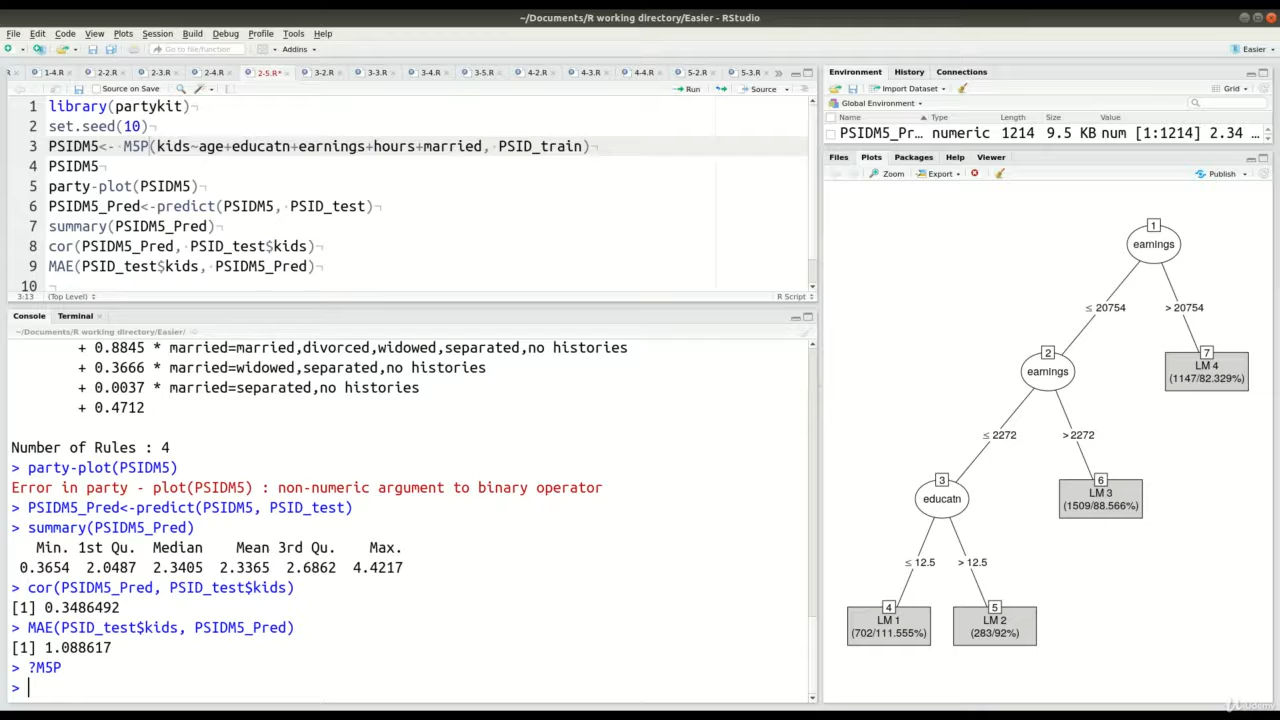 ~/Documents/R working directory/Easier - RStudio
File Edit Code View Plots Session Build Debug Profile Tools Help
Go to file/function Addins Easier
R 1-4.R 2-2.R 2-3.R 2-4.R 2-5.R* 3-2.R 3-3.R 3-4.R 3-5.R 4-2.R 4-3.R 4-4.R 5-2.R 5-3.R
Source on Save Run Source
1 library(partykit)
2 set.seed(10)
3 PSIDM5<- M5P(kids~age+educatn+earnings+hours+married, PSID_train)
4 PSIDM5
5 party-plot(PSIDM5)
6 PSIDM5_Pred<-predict(PSIDM5, PSID_test)
7 summary(PSIDM5_Pred)
8 cor(PSIDM5_Pred, PSID_test$kids)
9 MAE(PSID_test$kids, PSIDM5_Pred)
10
3:13 (Top Level) R Script
Console Terminal
~/Documents/R working directory/Easier/
+ 0.8845 * married=married,divorced,widowed,separated,no histories
+ 0.3666 * married=widowed,separated,no histories
+ 0.0037 * married=separated,no histories
+ 0.4712
Number of Rules : 4
> party-plot(PSIDM5)
Error in party - plot(PSIDM5) : non-numeric argument to binary operator
> PSIDM5_Pred<-predict(PSIDM5, PSID_test)
> summary(PSIDM5_Pred)
Min. 1st Qu. Median Mean 3rd Qu. Max.
0.3654 2.0487 2.3405 2.3365 2.6862 4.4217
> cor(PSIDM5_Pred, PSID_test$kids)
[1] 0.3486492
> MAE(PSID_test$kids, PSIDM5_Pred)
[1] 1.088617
> ?M5P
>
Environment History Connections
Import Dataset Grid
Global Environment
Name Type Length Size Value
PSIDM5_Pr… numeric 1214 9.5 KB num [1:1214] 2.34 ...
Files Plots Packages Help Viewer
Zoom Export Publish
1
earnings
≤ 20754 > 20754
2
earnings
7
LM 4
(1147/82.329%)
≤ 2272 > 2272
3
educatn
6
LM 3
(1509/88.566%)
≤ 12.5 > 12.5
4
LM 1
(702/111.555%)
5
LM 2
(283/92%)
Udemy